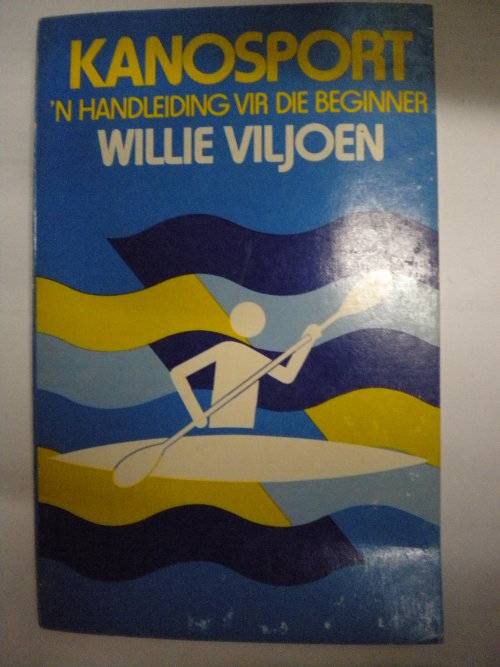 KANOSPORT
'N HANDLEIDING VIR DIE BEGINNER
WILLIE VILJOEN